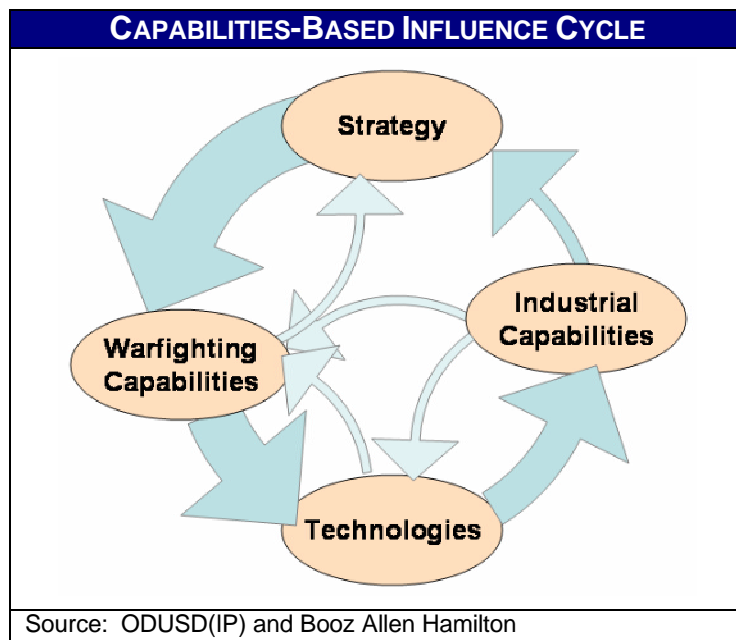 CAPABILITIES-BASED INFLUENCE CYCLE
Strategy
Industrial
Capabilities
Warfighting
Capabilities
Technologies
Source:  ODUSD(IP) and Booz Allen Hamilton